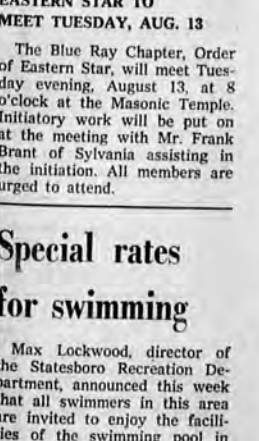 EASTERN STAR TO
MEET TUESDAY, AUG. 13
The Blue Ray Chapter, Order
of Eastern Star, will meet Tues-
day evening, August 13, at 8
o'clock at the Masonic Temple.
Initiatory work will be put on
at the meeting with Mr. Frank
Brant of Sylvania assisting in
the initiation. All members are
urged to attend.
Special rates
for swimming
Max Lockwood, director of
the Statesboro Recreation De-
partment, announced this week
that all swimmers in this area
are invited to enjoy the facili-
ties of the swimming pool in